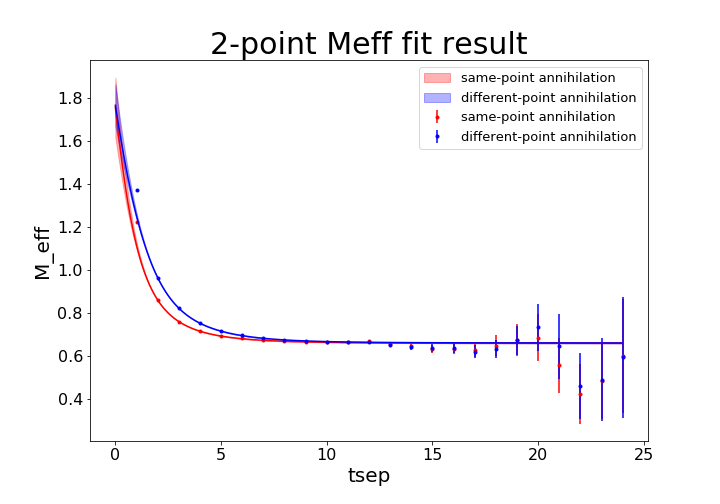 2-point Meff fit result
same-point annihilation
different-point annihilation
same-point annihilation
different-point annihilation
M_eff
1.8
1.6
1.4
1.2
1.0
0.8
0.6
0.4
0 5 10 15 20 25
tsep